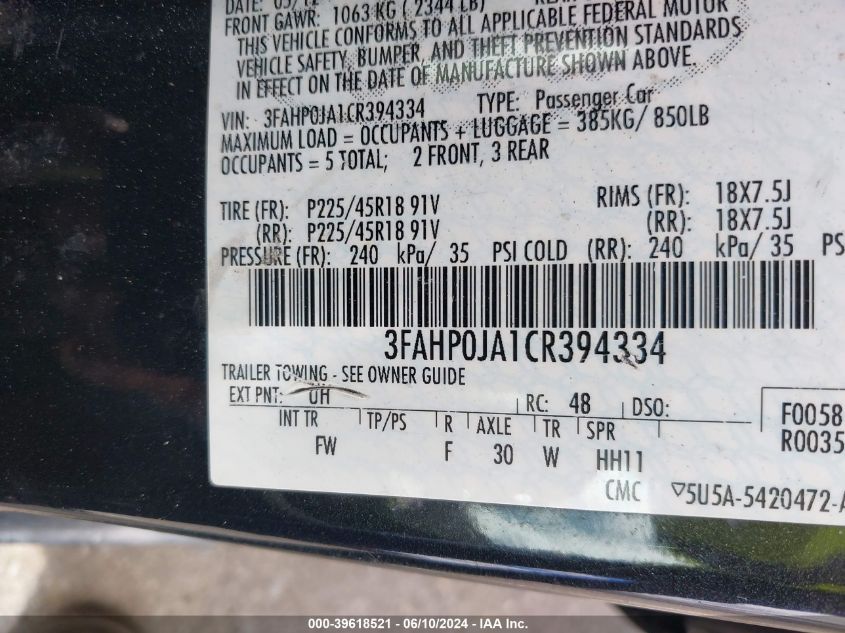 DATE: 05/12
FRONT GAWR: 1063 KG ( 2344 LB)
THIS VEHICLE CONFORMS TO ALL APPLICABLE FEDERAL MOTOR
VEHICLE SAFETY, BUMPER, AND THEFT PREVENTION STANDARDS
IN EFFECT ON THE DATE OF MANUFACTURE SHOWN ABOVE.
VIN: 3FAHP0JA1CR394334 TYPE: Passenger Car
MAXIMUM LOAD = OCCUPANTS + LUGGAGE = 385KG/ 850LB
OCCUPANTS = 5 TOTAL; 2 FRONT, 3 REAR
TIRE (FR): P225/45R18 91V RIMS (FR): 18X7.5J
(RR): P225/45R18 91V (RR): 18X7.5J
PRESSURE (FR): 240 kPa/ 35 PSI COLD (RR): 240 kPa/ 35 PS
3FAHP0JA1CR394334
TRAILER TOWING - SEE OWNER GUIDE
EXT PNT: UH RC: 48 DSO: F0058
INT TR TP/PS R AXLE TR SPR R0035
FW F 30 W HH11
CMC ▽5U5A-5420472-A
000-39618521 - 06/10/2024 - IAA Inc.